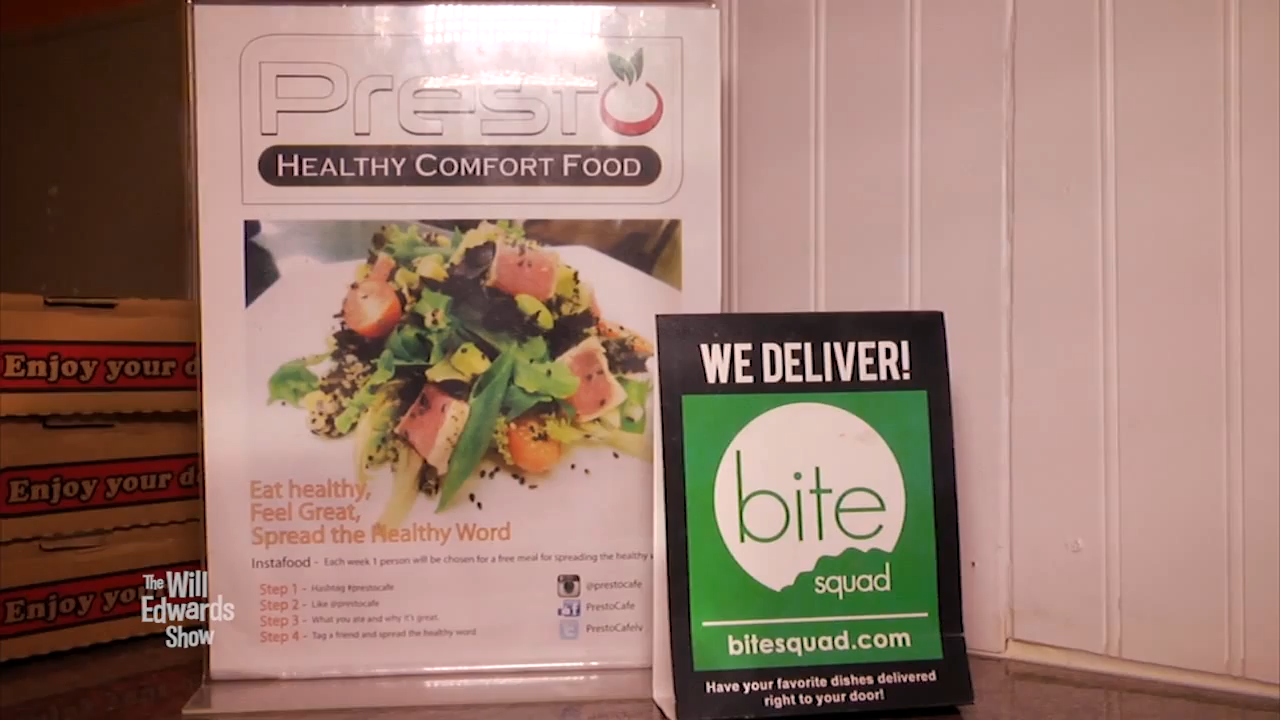 Presto
HEALTHY COMFORT FOOD
Eat healthy,
Feel Great,
Spread the Healthy Word
Instafood - Each week 1 person will be chosen for a free meal for spreading the healthy
Step 1 - Hashtag #prestocafe
Step 2 - Like @prestocafe
Step 3 - What you ate and why it's great.
Step 4 - Tag a friend and spread the healthy word
@prestocafe
PrestoCafe
PrestoCafelv
WE DELIVER!
bite
squad
bitesquad.com
Have your favorite dishes delivered
right to your door!
Enjoy your d
Enjoy your d
Enjoy yo
The Will
Edwards
Show